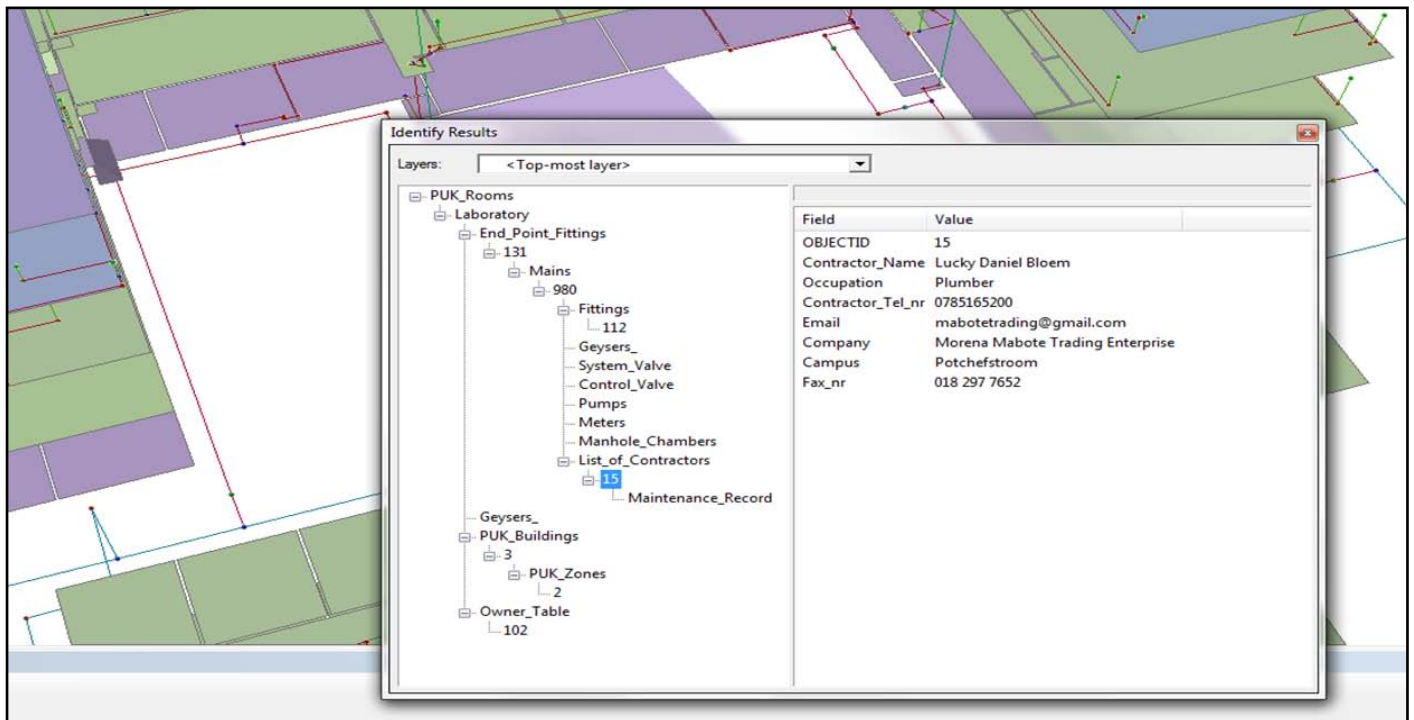 Identify Results
Layers: <Top-most layer>
PUK_Rooms
Laboratory
End_Point_Fittings
131
Mains
980
Fittings
112
Geysers_
System_Valve
Control_Valve
Pumps
Meters
Manhole_Chambers
List_of_Contractors
15
Maintenance_Record
Geysers_
PUK_Buildings
3
PUK_Zones
2
Owner_Table
102
Field Value
OBJECTID 15
Contractor_Name Lucky Daniel Bloem
Occupation Plumber
Contractor_Tel_nr 0785165200
Email mabotetrading@gmail.com
Company Morena Mabote Trading Enterprise
Campus Potchefstroom
Fax_nr 018 297 7652